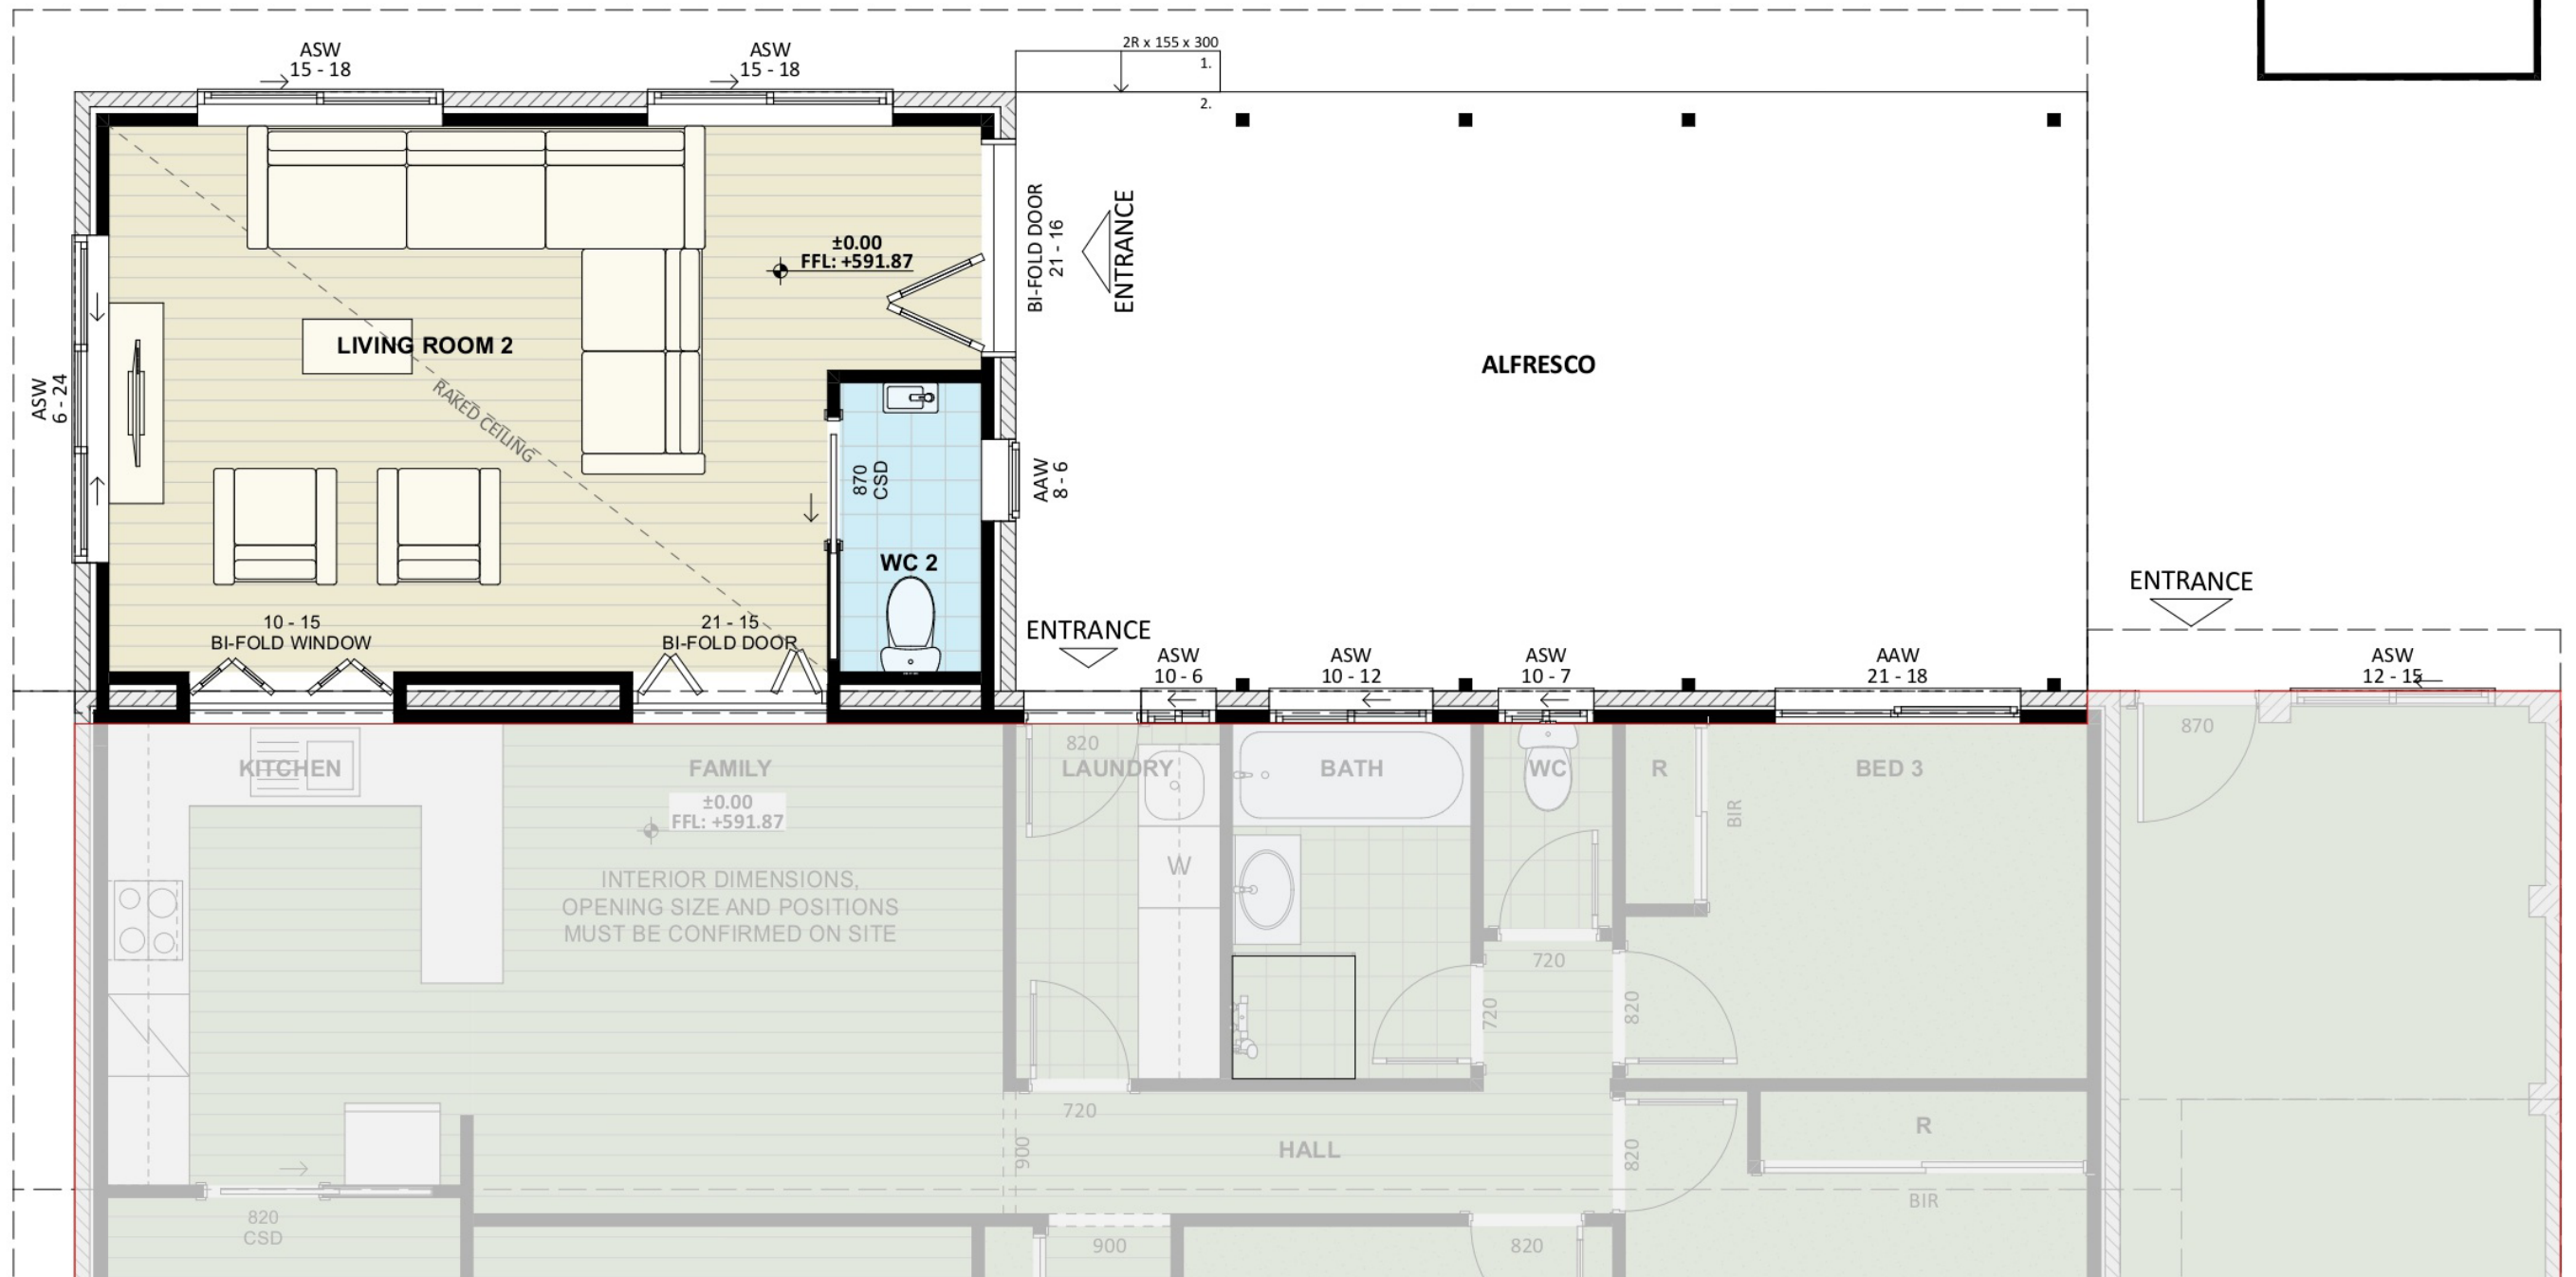 ASW
15 - 18
ASW
15 - 18
2R x 155 x 300
1.
2.
±0.00
FFL: +591.87
BI-FOLD DOOR
21 - 16
ENTRANCE
LIVING ROOM 2
RAKED CEILING
ALFRESCO
ASW
6 - 24
870
CSD
AAW
8 - 6
WC 2
10 - 15
BI-FOLD WINDOW
21 - 15
BI-FOLD DOOR
ENTRANCE
ENTRANCE
ASW
10 - 6
ASW
10 - 12
ASW
10 - 7
AAW
21 - 18
ASW
12 - 15
870
KITCHEN
FAMILY
±0.00
FFL: +591.87
820
LAUNDRY
BATH
WC
R
BIR
BED 3
W
INTERIOR DIMENSIONS,
OPENING SIZE AND POSITIONS
MUST BE CONFIRMED ON SITE
720
720
820
720
900
HALL
820
R
BIR
820
CSD
900
820